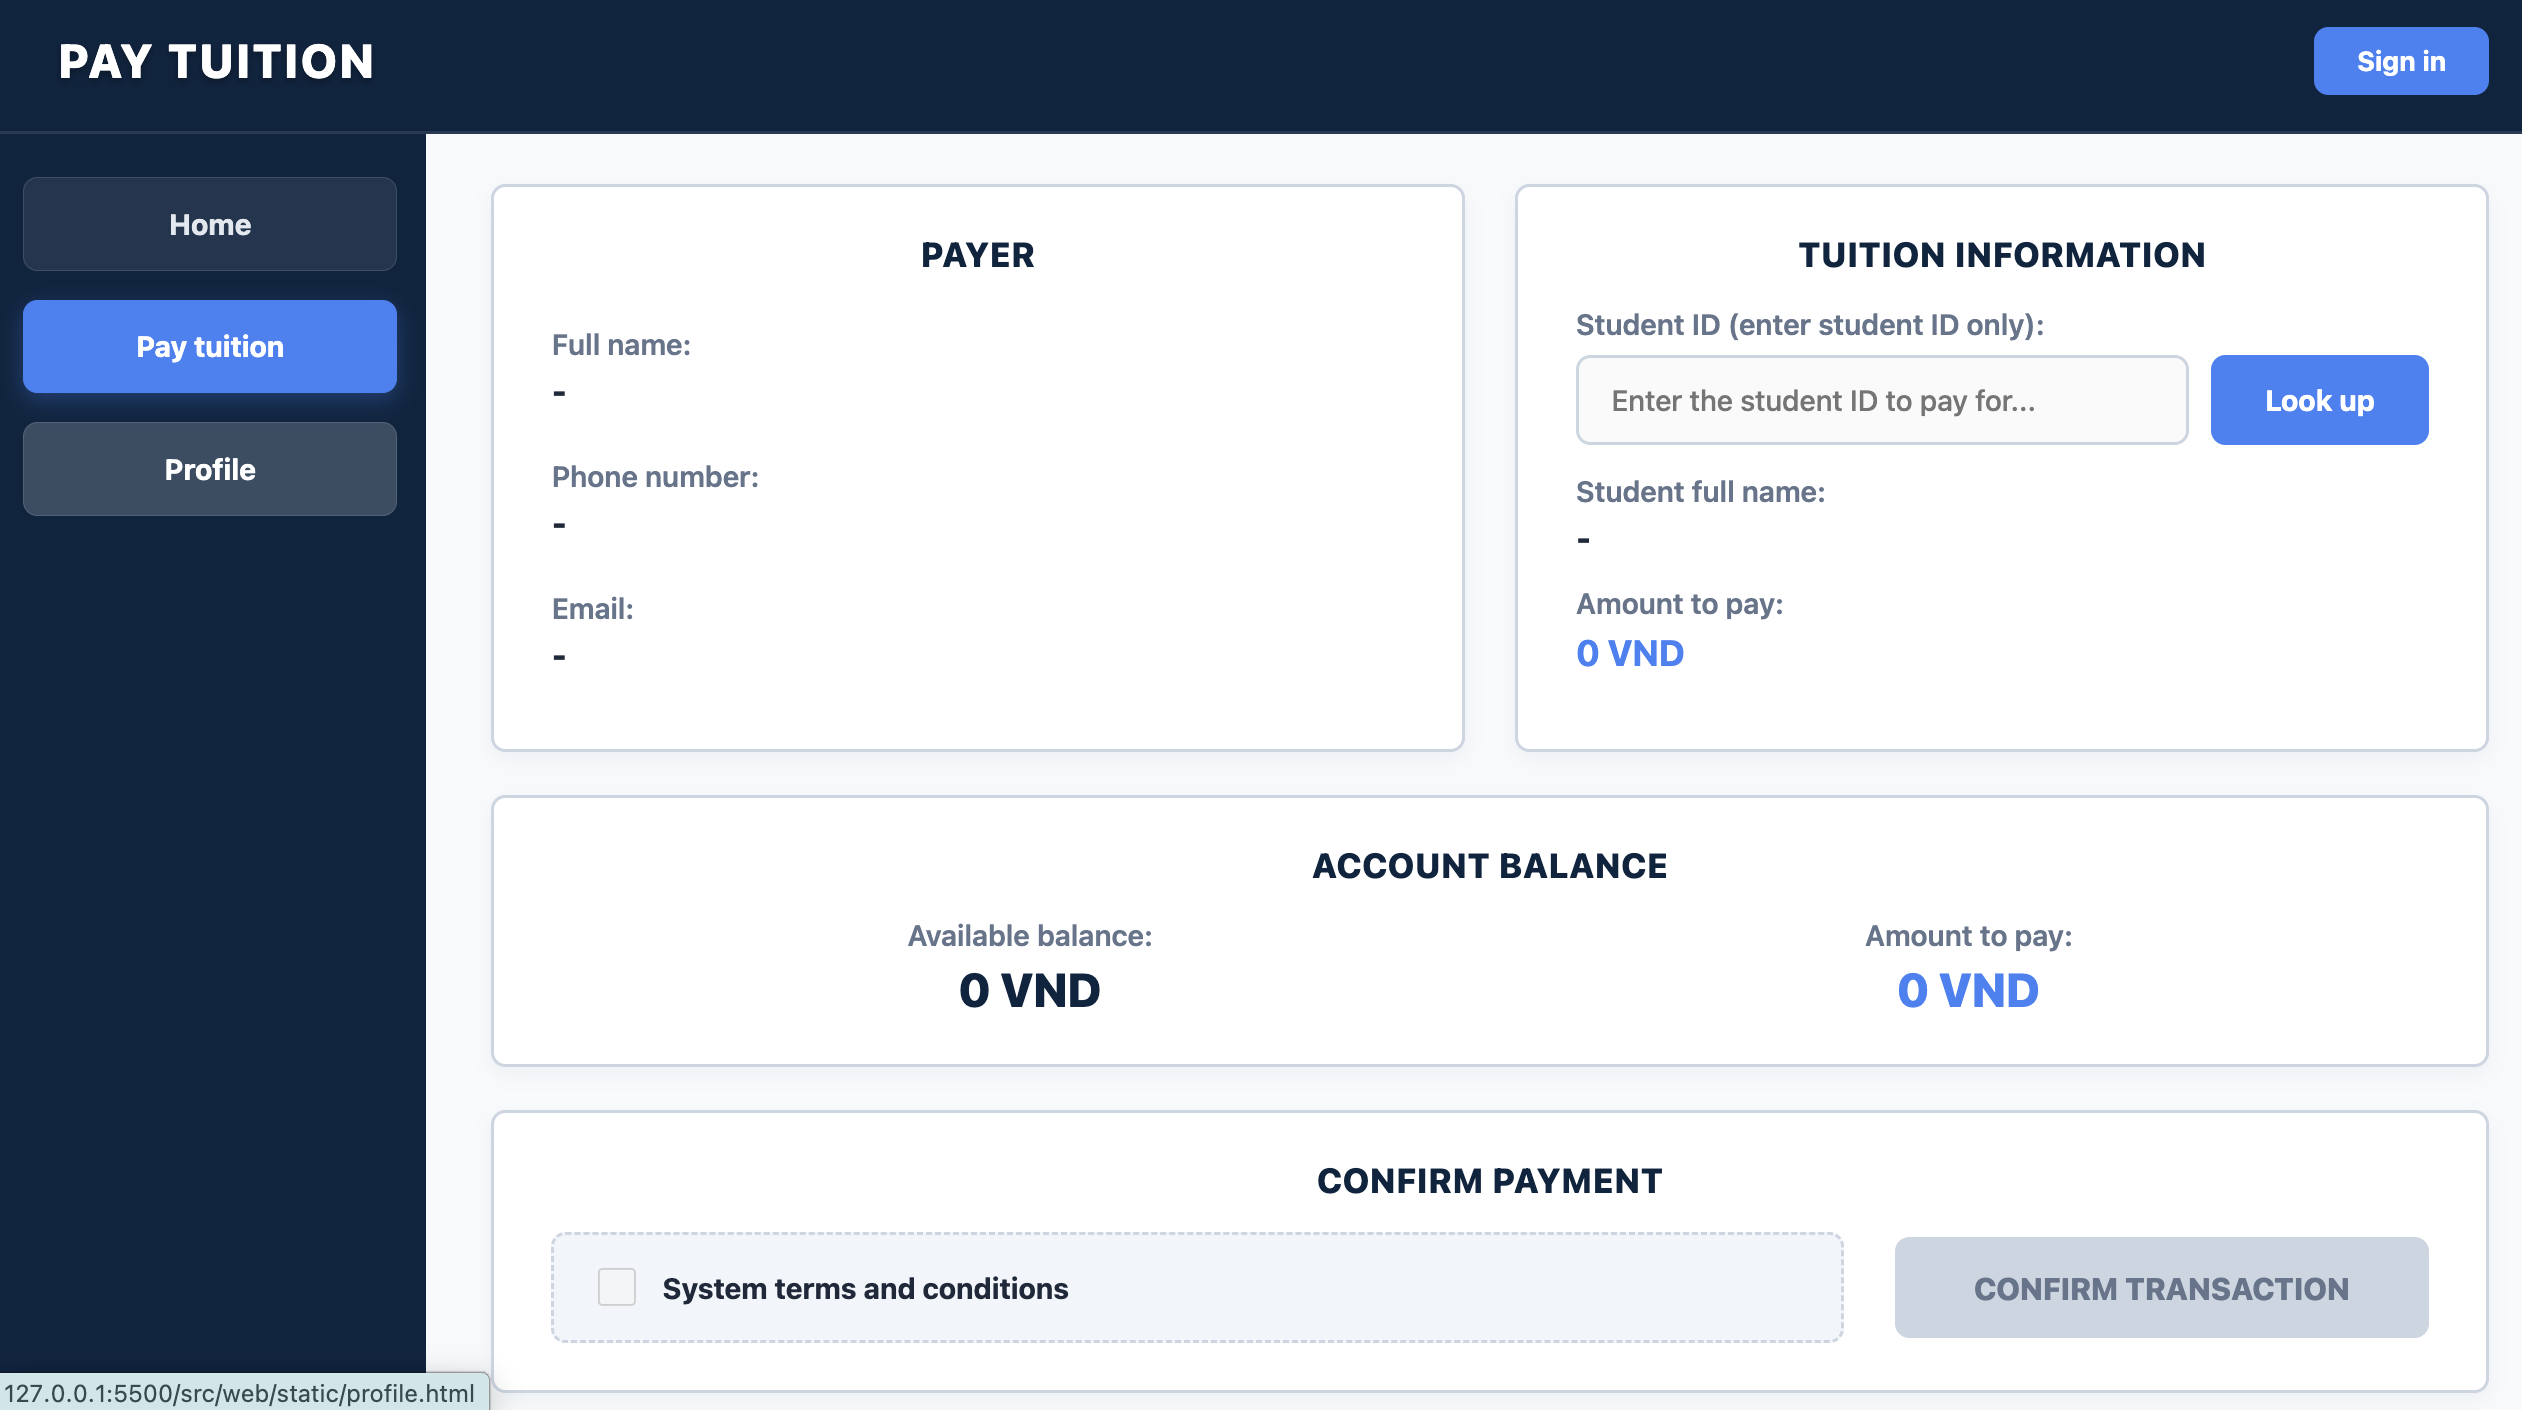 PAY TUITION
Sign in
Home
Pay tuition
Profile
PAYER
Full name:
-
Phone number:
-
Email:
-
TUITION INFORMATION
Student ID (enter student ID only):
Enter the student ID to pay for...
Look up
Student full name:
-
Amount to pay:
0 VND
ACCOUNT BALANCE
Available balance:
0 VND
Amount to pay:
0 VND
CONFIRM PAYMENT
System terms and conditions
CONFIRM TRANSACTION
127.0.0.1:5500/src/web/static/profile.html